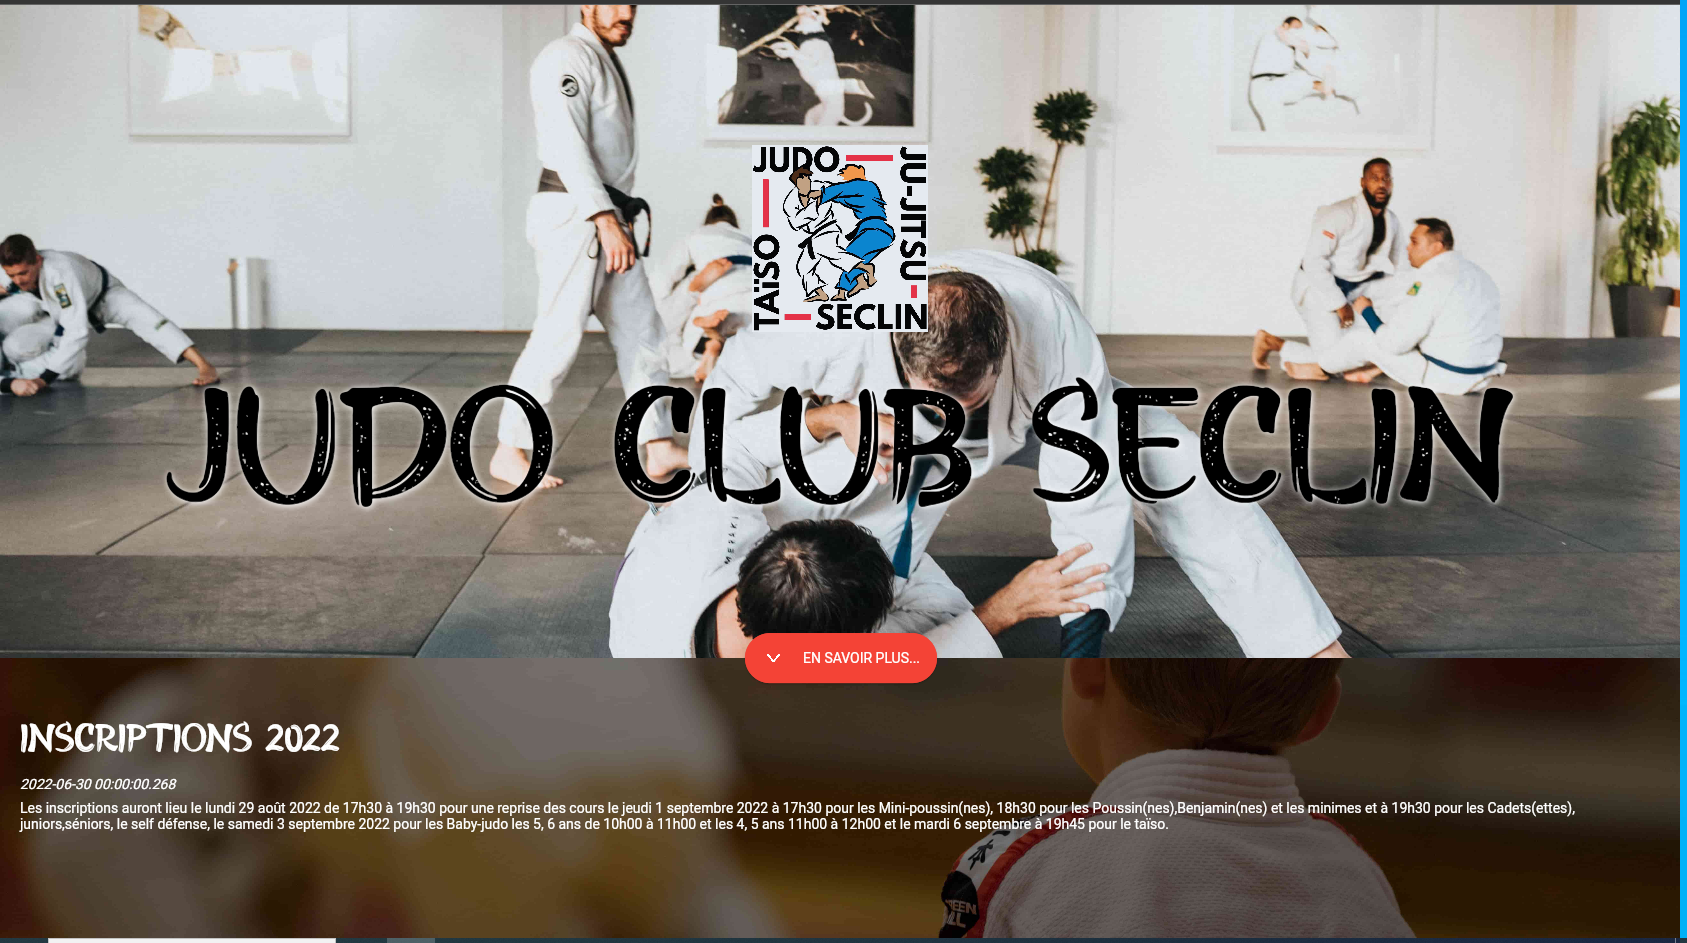 JUDO
JU-JITSU
TAÏSO
SECLIN
JUDO CLUB SECLIN
MERAKI
EN SAVOIR PLUS...
INSCRIPTIONS 2022
2022-06-30 00:00:00.268
Les inscriptions auront lieu le lundi 29 août 2022 de 17h30 à 19h30 pour une reprise des cours le jeudi 1 septembre 2022 à 17h30 pour les Mini-poussin(nes), 18h30 pour les Poussin(nes),Benjamin(nes) et les minimes et à 19h30 pour les Cadets(ettes),
juniors,séniors, le self défense, le samedi 3 septembre 2022 pour les Baby-judo les 5, 6 ans de 10h00 à 11h00 et les 4, 5 ans 11h00 à 12h00 et le mardi 6 septembre à 19h45 pour le taïso.